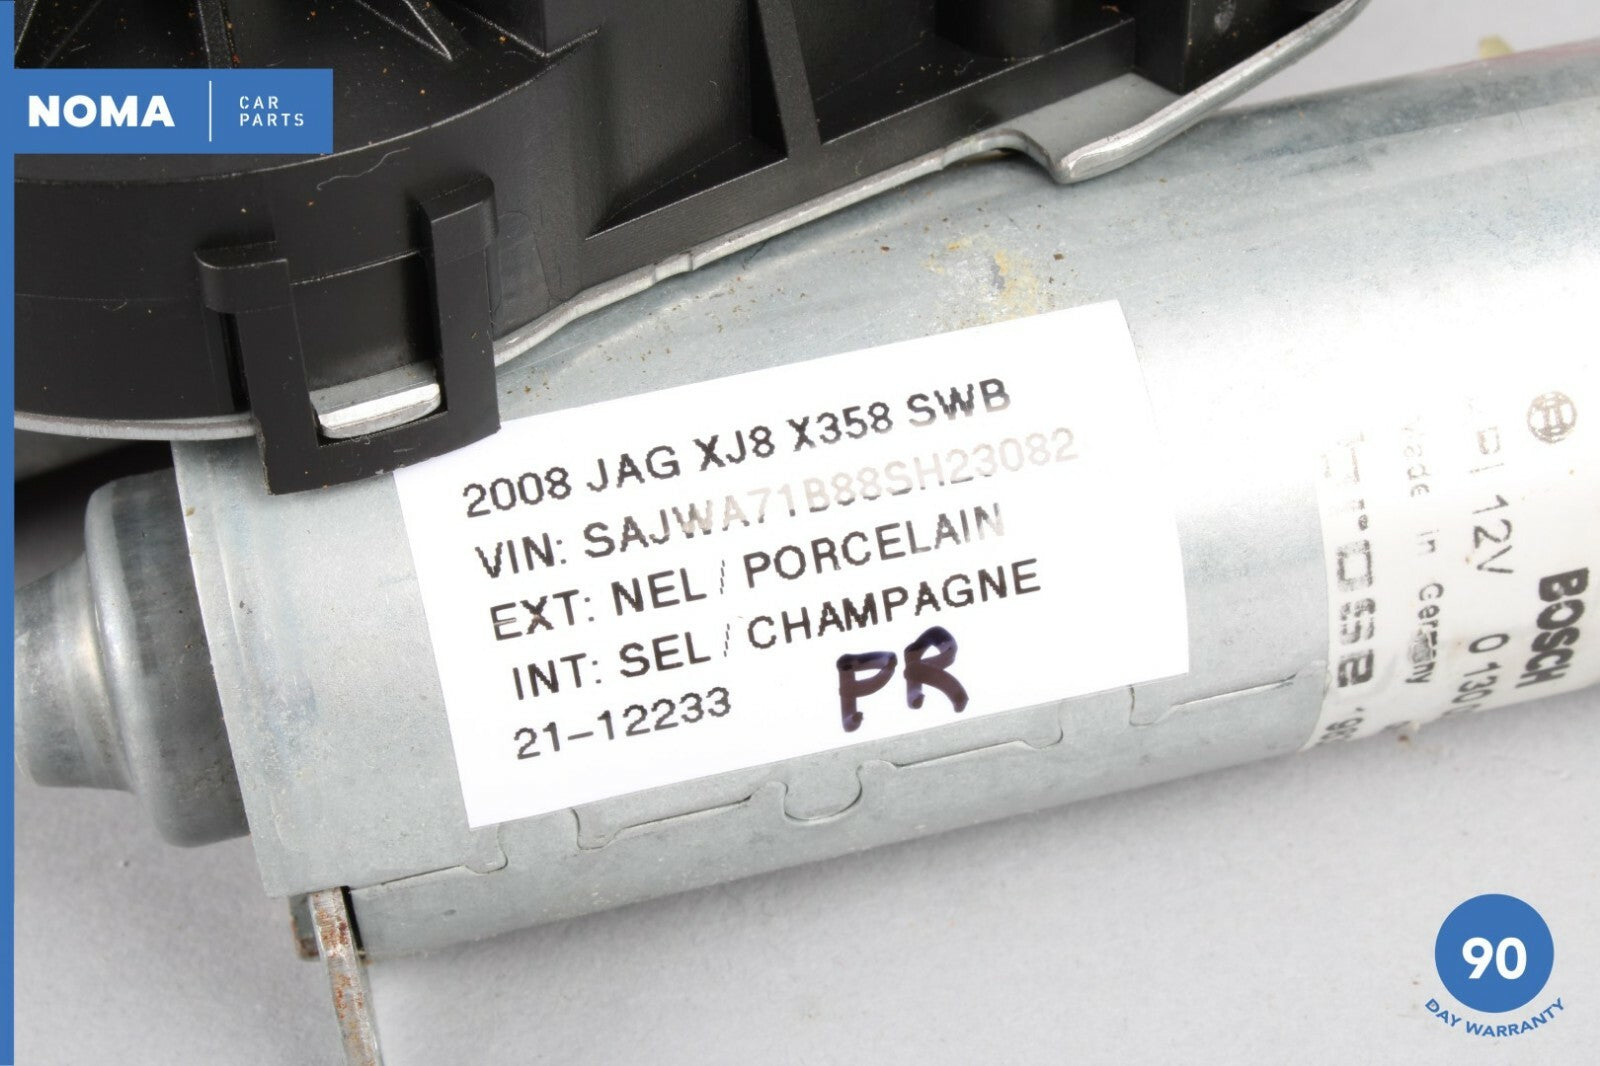 NOMA
CAR
PARTS
2008 JAG XJ8 X358 SWB
VIN: SAJWA71B88SH23082
EXT: NEL / PORCELAIN
INT: SEL / CHAMPAGNE
21-12233
PR
12V
Made in Germany
BOSCH
90
DAY WARRANTY